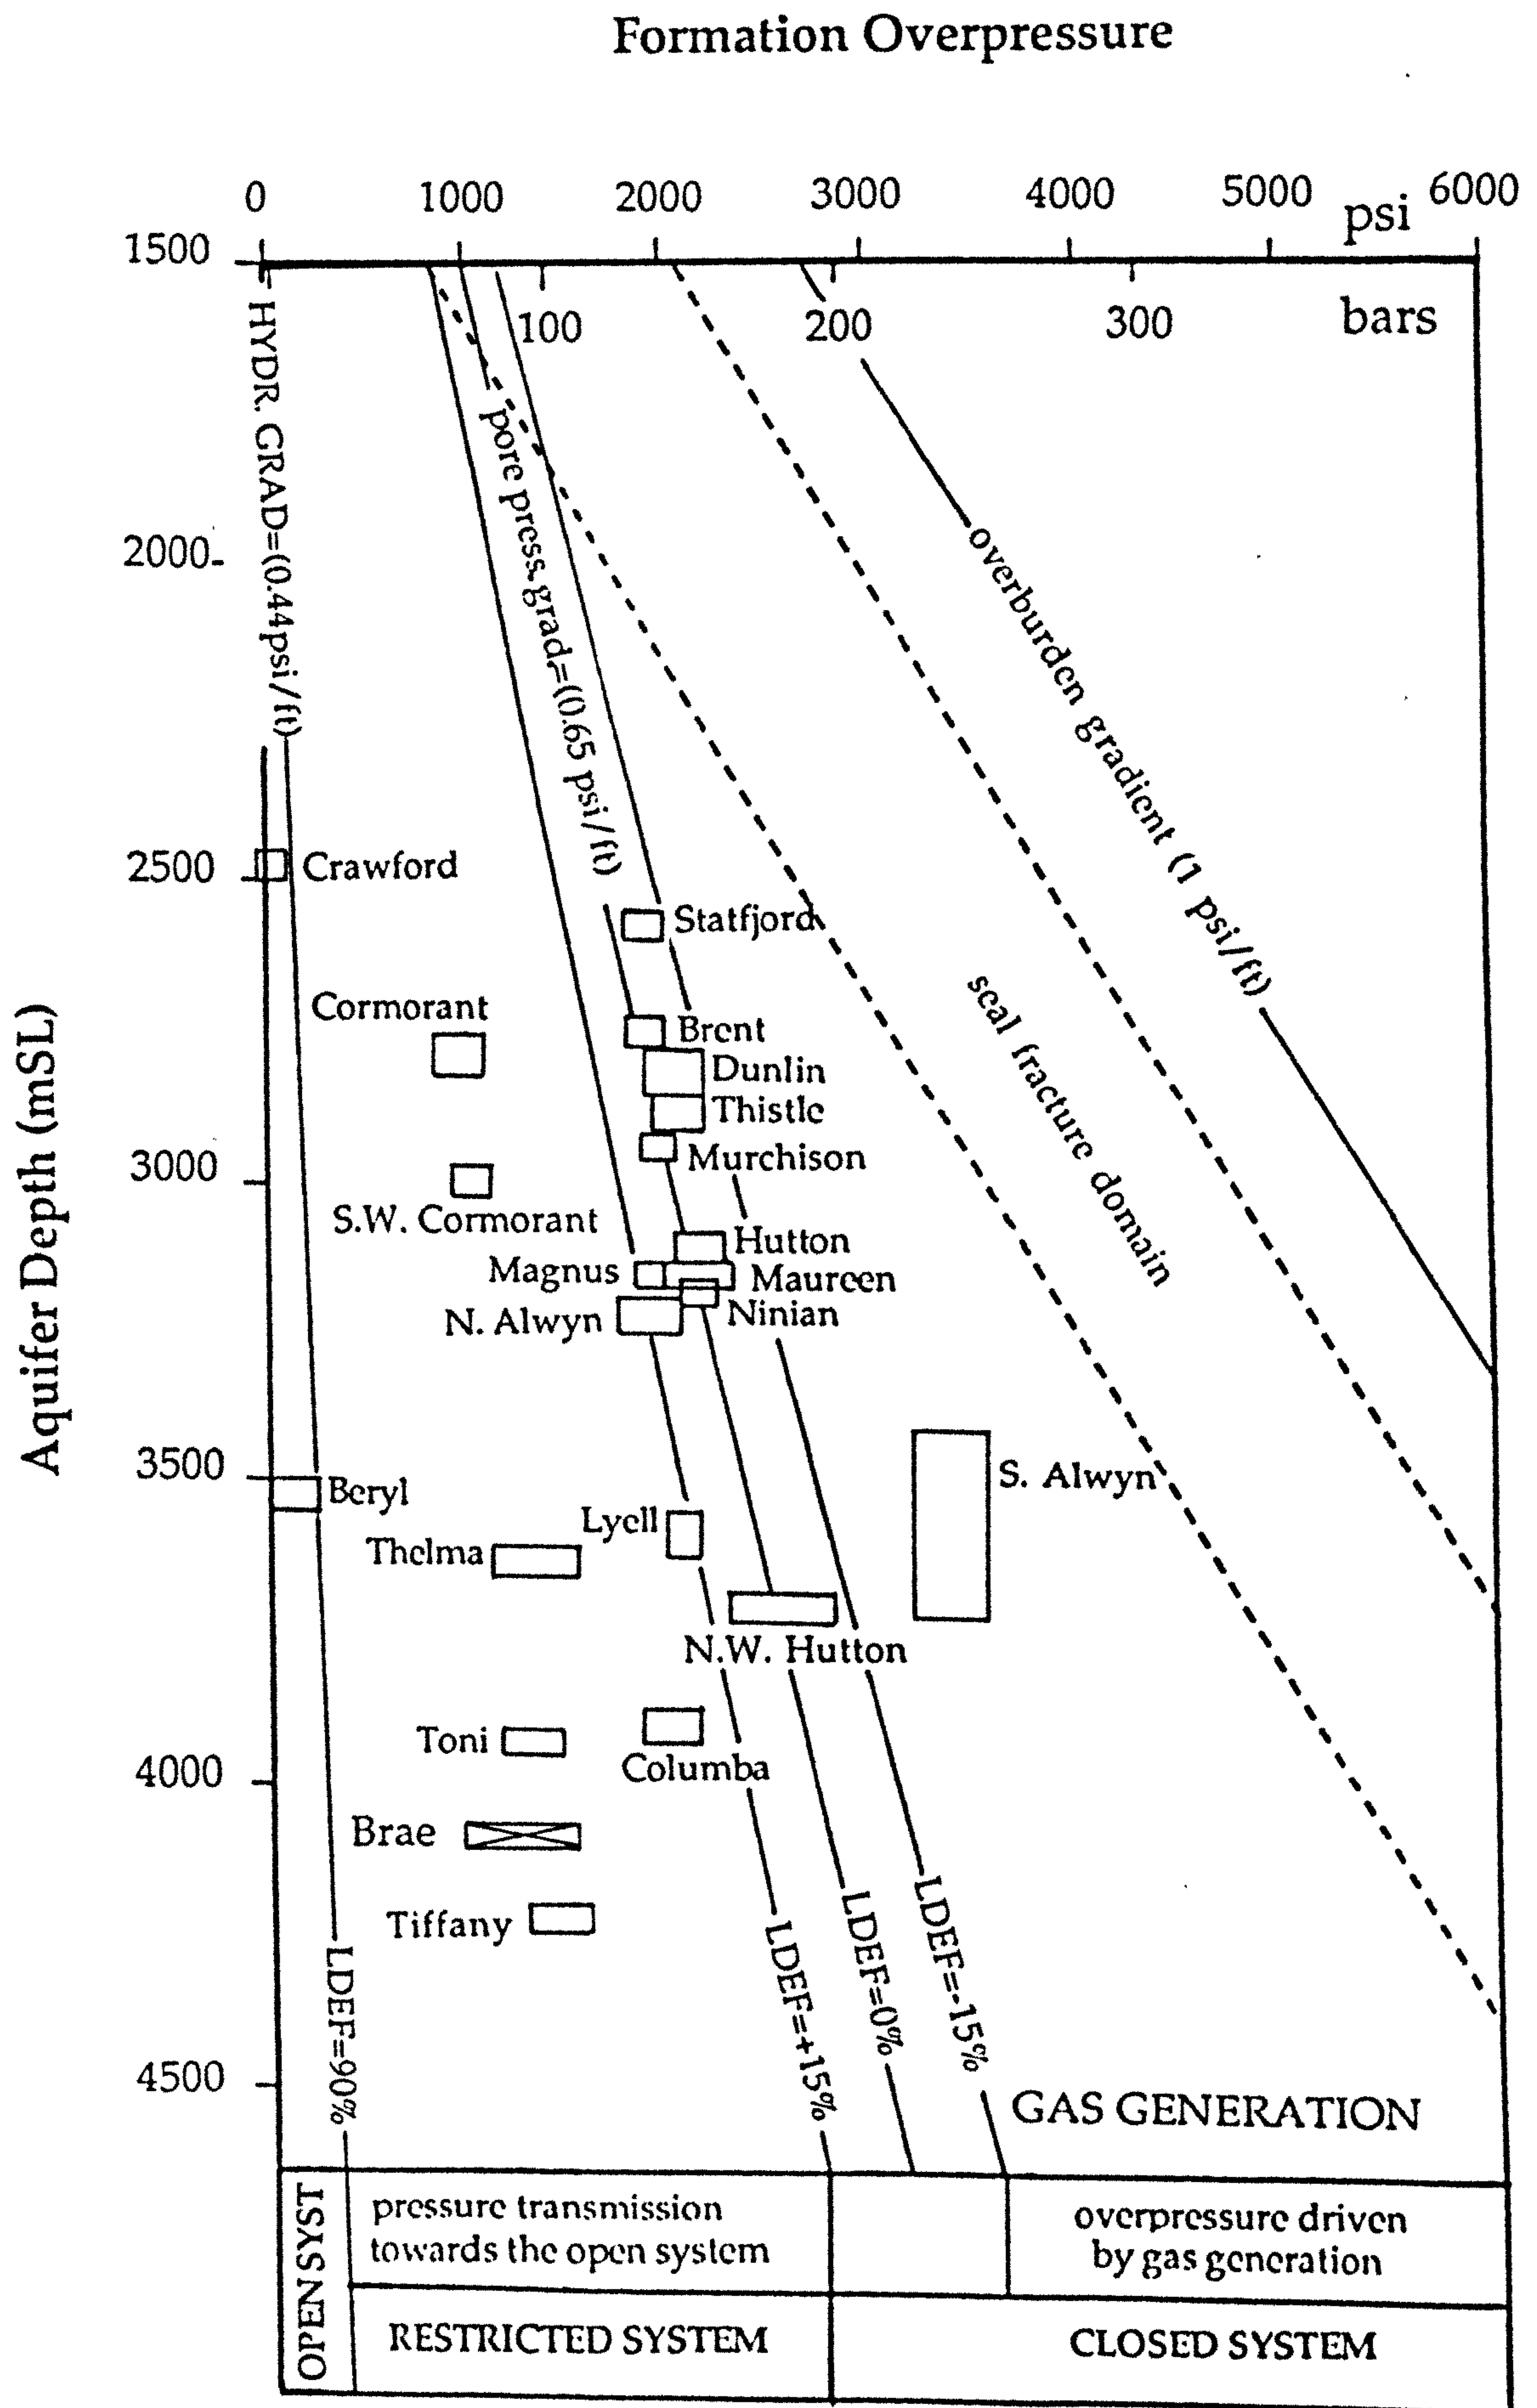 Formation Overpressure
0 1000 2000 3000 4000 5000 6000
psi
1500
100 200 300 bars
HYDR. GRAD=(0.44psi/ft)
pore press. grad=(0.65 psi/ft)
2000
overburden gradient (1 psi/ft)
2500
Crawford
Statfjord
seal fracture domain
Cormorant
Brent
Dunlin
Thistle
Aquifer Depth (mSL)
3000
Murchison
S.W. Cormorant
Hutton
Magnus
Maureen
N. Alwyn
Ninian
3500
S. Alwyn
Beryl
Lyell
Thelma
N.W. Hutton
Toni
Columba
4000
Brae
Tiffany
LDEF=90%
LDEF=+15%
LDEF=0%
LDEF=-15%
4500
GAS GENERATION
OPEN SYST
pressure transmission
towards the open system
overpressure driven
by gas generation
RESTRICTED SYSTEM
CLOSED SYSTEM